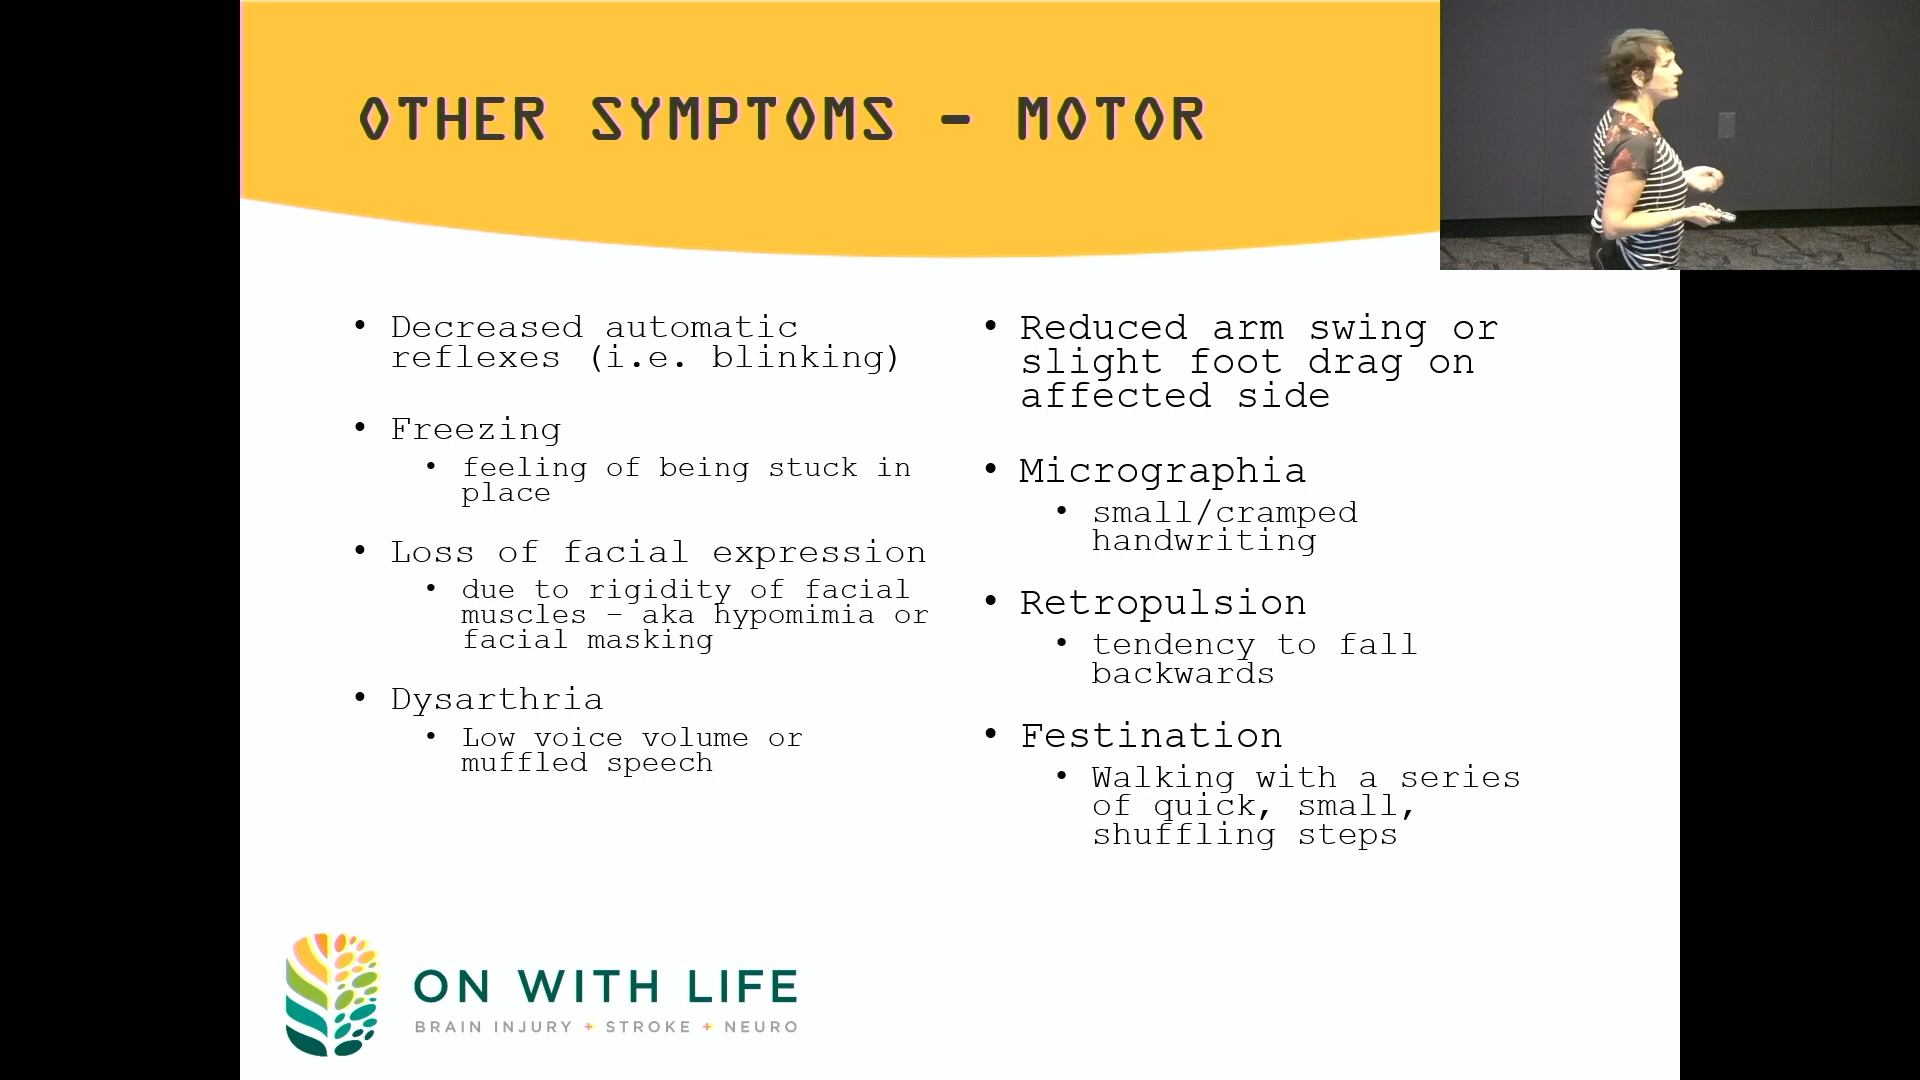 OTHER SYMPTOMS - MOTOR
• Decreased automatic
reflexes (i.e. blinking)
• Freezing
• feeling of being stuck in
place
• Loss of facial expression
• due to rigidity of facial
muscles – aka hypomimia or
facial masking
• Dysarthria
• Low voice volume or
muffled speech
• Reduced arm swing or
slight foot drag on
affected side
• Micrographia
• small/cramped
handwriting
• Retropulsion
• tendency to fall
backwards
• Festination
• Walking with a series
of quick, small,
shuffling steps
ON WITH LIFE
BRAIN INJURY + STROKE + NEURO